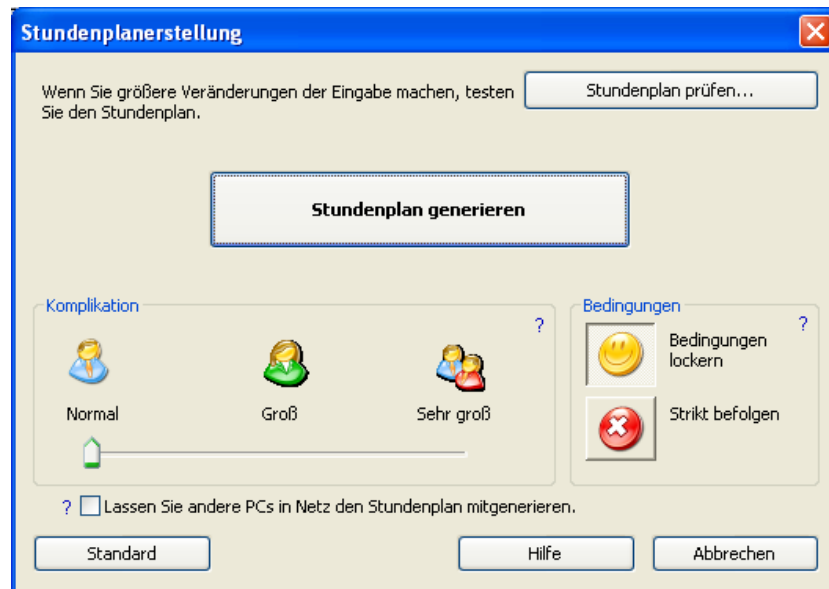 Stundenplanerstellung
Wenn Sie größere Veränderungen der Eingabe machen, testen
Sie den Stundenplan.
Stundenplan prüfen...
Stundenplan generieren
Komplikation
?
Normal
Groß
Sehr groß
Bedingungen
?
Bedingungen
lockern
Strikt befolgen
? Lassen Sie andere PCs in Netz den Stundenplan mitgenerieren.
Standard
Hilfe
Abbrechen